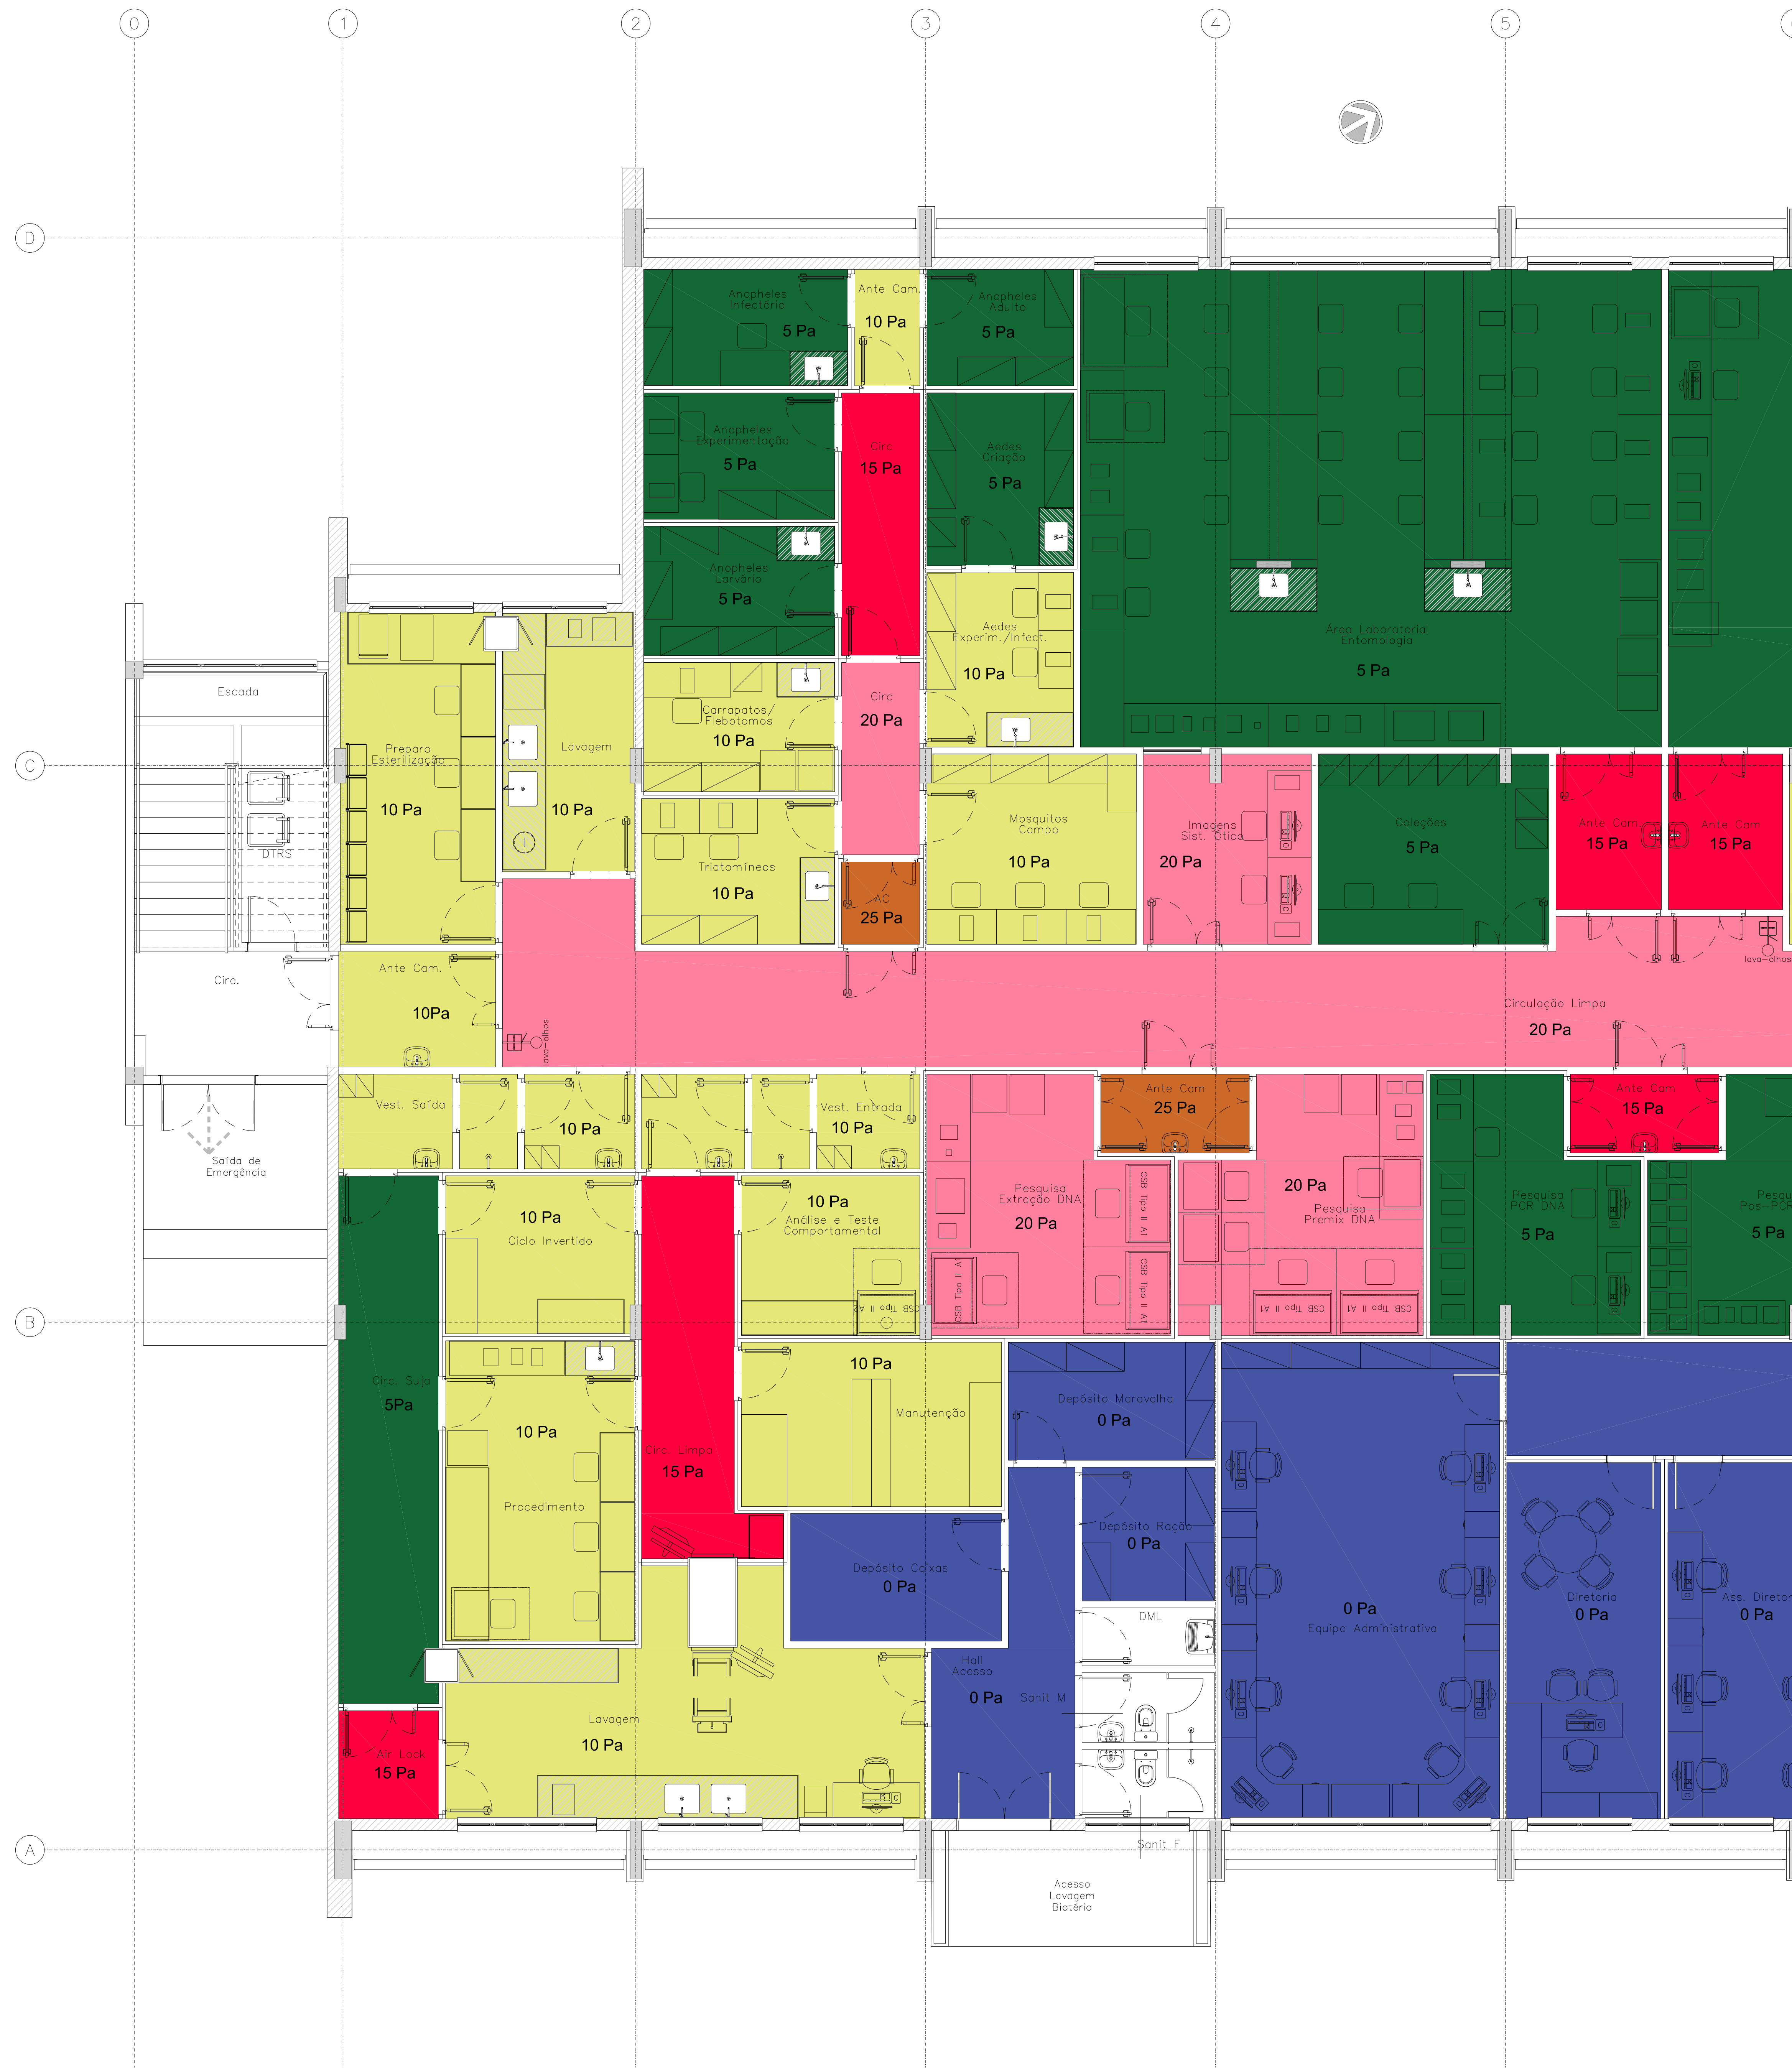 0
1
2
3
4
5
D
C
B
A
Anopheles
Infectório
5 Pa
Ante Cam.
10 Pa
Anopheles
Adulto
5 Pa
Anopheles
Experimentação
5 Pa
Circ
15 Pa
Aedes
Criação
5 Pa
Anopheles
Larvário
5 Pa
Aedes
Experim./Infect.
10 Pa
Área Laboratorial
Entomologia
5 Pa
Escada
Preparo
Esterilização
10 Pa
Lavagem
10 Pa
Carrapatos/
Flebotomos
10 Pa
Circ
20 Pa
DTRS
Triatomíneos
10 Pa
AC
25 Pa
Mosquitos
Campo
10 Pa
Imagens
Sist. Ótica
20 Pa
Coleções
5 Pa
Ante Cam
15 Pa
Ante Cam
15 Pa
lava-olhos
Circ.
Ante Cam.
10Pa
lava-olhos
Circulação Limpa
20 Pa
Vest. Saída
10 Pa
Vest. Entrada
10 Pa
Ante Cam
25 Pa
Ante Cam
15 Pa
Saída de
Emergência
10 Pa
Ciclo Invertido
10 Pa
Análise e Teste
Comportamental
CSB Tipo II A2
Pesquisa
Extração DNA
20 Pa
CSB Tipo II A1
CSB Tipo II A1
CSB Tipo II A1
20 Pa
Pesquisa
Premix DNA
CSB Tipo II A1
CSB Tipo II A1
Pesquisa
PCR DNA
5 Pa
Pesqu
Pos-PCR
5 Pa
Circ. Suja
5Pa
10 Pa
Procedimento
Circ. Limpa
15 Pa
10 Pa
Manutenção
Depósito Maravalha
0 Pa
Depósito Caixas
0 Pa
Depósito Ração
0 Pa
0 Pa
Equipe Administrativa
Diretoria
0 Pa
Ass. Diretor
0 Pa
DML
Hall
Acesso
0 Pa
Sanit M
Lavagem
10 Pa
Air Lock
15 Pa
Sanit F
Acesso
Lavagem
Biotério